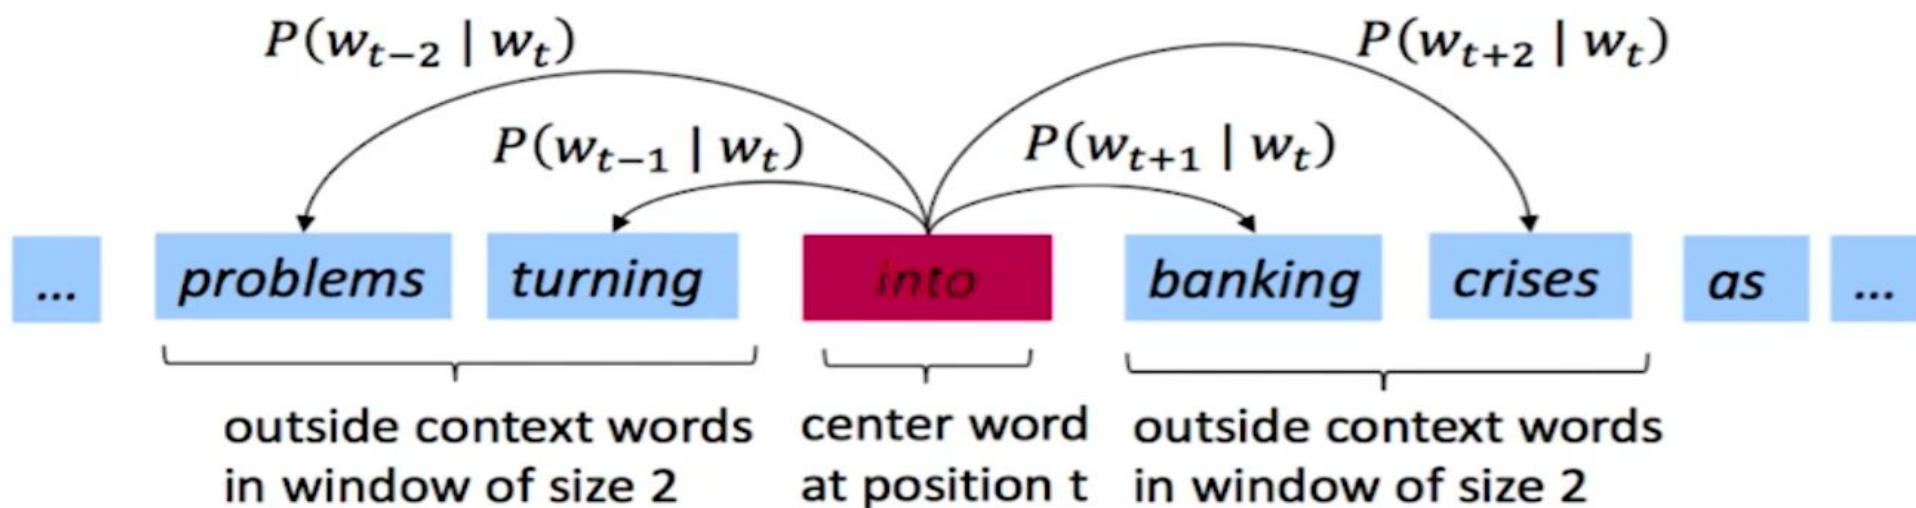 P(w_{t−2} | w_t) P(w_{t+2} | w_t)
P(w_{t−1} | w_t) P(w_{t+1} | w_t)
... problems turning into banking crises as ...
outside context words center word outside context words
in window of size 2 at position t in window of size 2